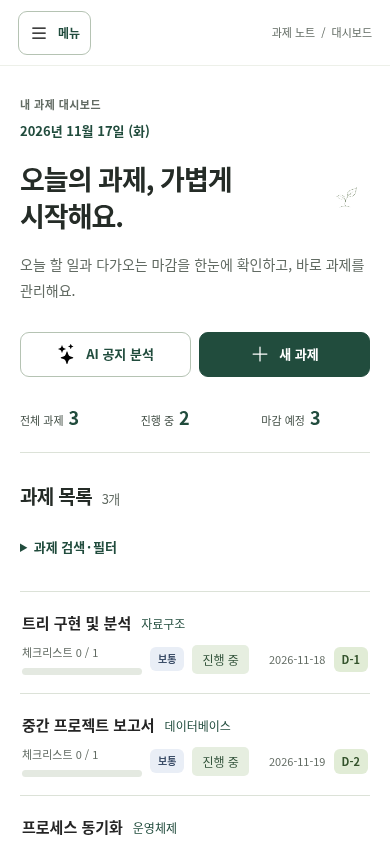 메뉴
과제 노트 / 대시보드
내 과제 대시보드
2026년 11월 17일 (화)
오늘의 과제, 가볍게
시작해요.
오늘 할 일과 다가오는 마감을 한눈에 확인하고, 바로 과제를
관리해요.
AI 공지 분석
새 과제
전체 과제 3
진행 중 2
마감 예정 3
과제 목록 3개
과제 검색·필터
트리 구현 및 분석 자료구조
체크리스트 0 / 1 보통 진행 중 2026-11-18 D-1
중간 프로젝트 보고서 데이터베이스
체크리스트 0 / 1 보통 진행 중 2026-11-19 D-2
프로세스 동기화 운영체제